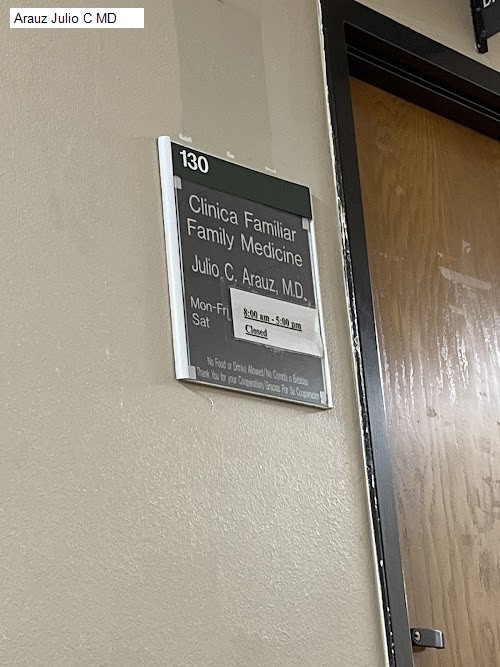 Arauz Julio C MD
130
Clinica Familiar
Family Medicine
Julio C. Arauz, M.D.
Mon-Fri 8:00 am - 5:00 pm
Sat Closed
No Food or Drinks Allowed/No Comida o Bebidas
Thank You for your Cooperation/Gracias Por Su Cooperacion